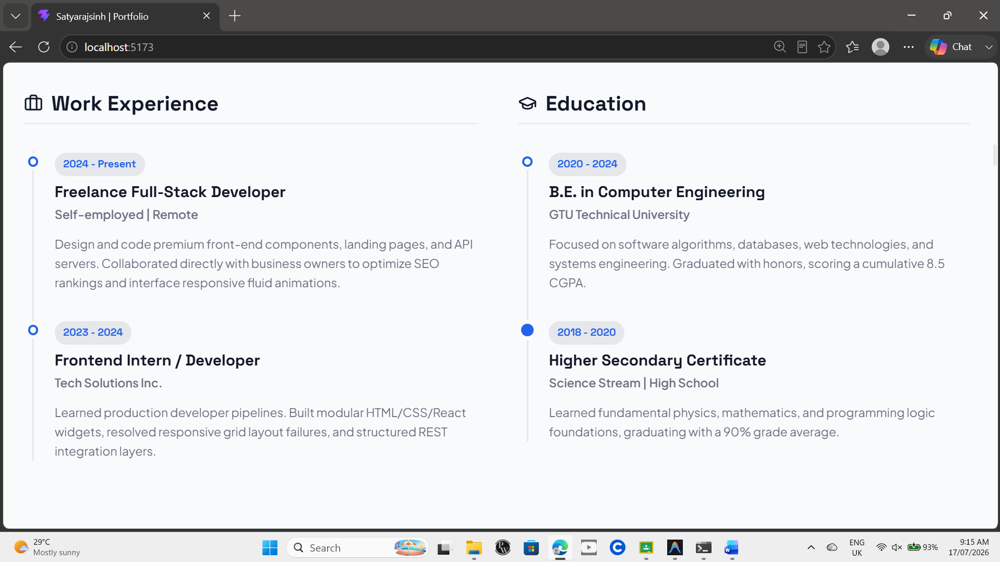 Satyarajsinh | Portfolio
localhost:5173
Chat
Work Experience
2024 - Present
Freelance Full-Stack Developer
Self-employed | Remote
Design and code premium front-end components, landing pages, and API
servers. Collaborated directly with business owners to optimize SEO
rankings and interface responsive fluid animations.
2023 - 2024
Frontend Intern / Developer
Tech Solutions Inc.
Learned production developer pipelines. Built modular HTML/CSS/React
widgets, resolved responsive grid layout failures, and structured REST
integration layers.
Education
2020 - 2024
B.E. in Computer Engineering
GTU Technical University
Focused on software algorithms, databases, web technologies, and
systems engineering. Graduated with honors, scoring a cumulative 8.5
CGPA.
2018 - 2020
Higher Secondary Certificate
Science Stream | High School
Learned fundamental physics, mathematics, and programming logic
foundations, graduating with a 90% grade average.
29°C
Mostly sunny
Search
ENG
UK
93%
9:15 AM
17/07/2026